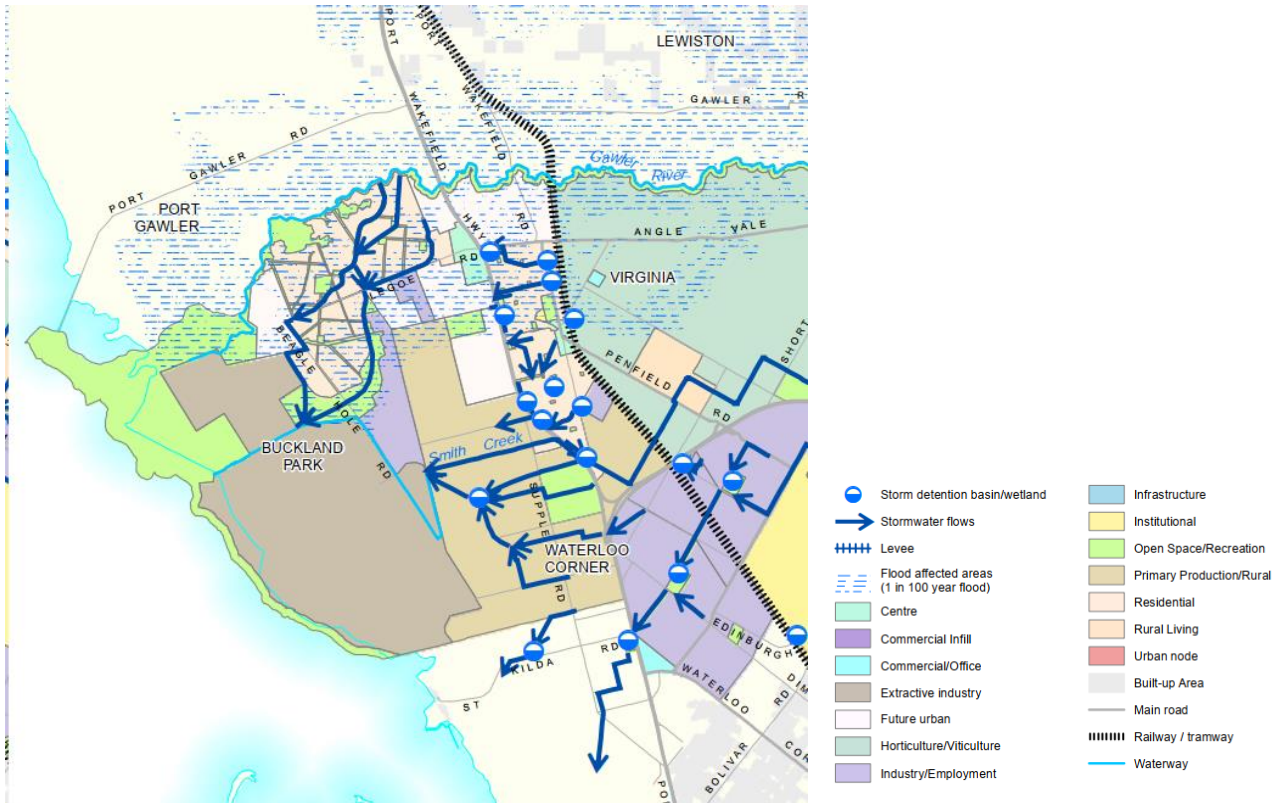 PORT
PORT
LEWISTON
WAKEFIELD
WAKEFIELD
GAWLER R
PORT GAWLER RD
Gawler
River
PORT
GAWLER
HWY
RD
RD
ANGLE VALE
VIRGINIA
LEGOE
BEAGLE
HOLE
RD
PENFIELD
RD
SHORT
BUCKLAND
PARK
Smith Creek
SUPPLE
RD
WATERLOO
CORNER
ST KILDA RD
EDINBURGH
WATERLOO
DIM
RD
BOLIVAR
COR
PO
Storm detention basin/wetland
Stormwater flows
Levee
Flood affected areas
(1 in 100 year flood)
Centre
Commercial Infill
Commercial/Office
Extractive industry
Future urban
Horticulture/Viticulture
Industry/Employment
Infrastructure
Institutional
Open Space/Recreation
Primary Production/Rural
Residential
Rural Living
Urban node
Built-up Area
Main road
Railway / tramway
Waterway